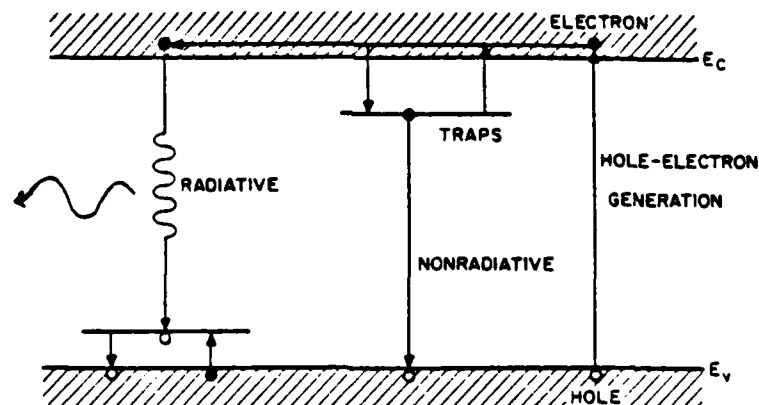 ELECTRON
E_C
TRAPS
HOLE-ELECTRON
GENERATION
RADIATIVE
NONRADIATIVE
E_V
HOLE